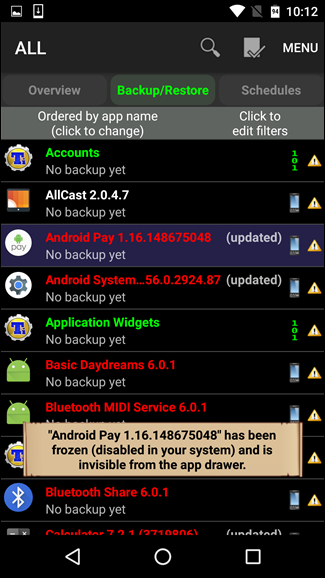 94 10:12
ALL MENU
Overview Backup/Restore Schedules
Ordered by app name
(click to change)
Click to
edit filters
Accounts
No backup yet
AllCast 2.0.4.7
No backup yet
Android Pay 1.16.148675048 (updated)
No backup yet
pay
Android System...56.0.2924.87 (updated)
No backup yet
Application Widgets
No backup yet
Basic Daydreams 6.0.1
No backup yet
Bluetooth MIDI Service 6.0.1
No backup yet
"Android Pay 1.16.148675048" has been
frozen (disabled in your system) and is
invisible from the app drawer.
Bluetooth Share 6.0.1
No backup yet
Calculator 7.2.1 (3719806) (updated)